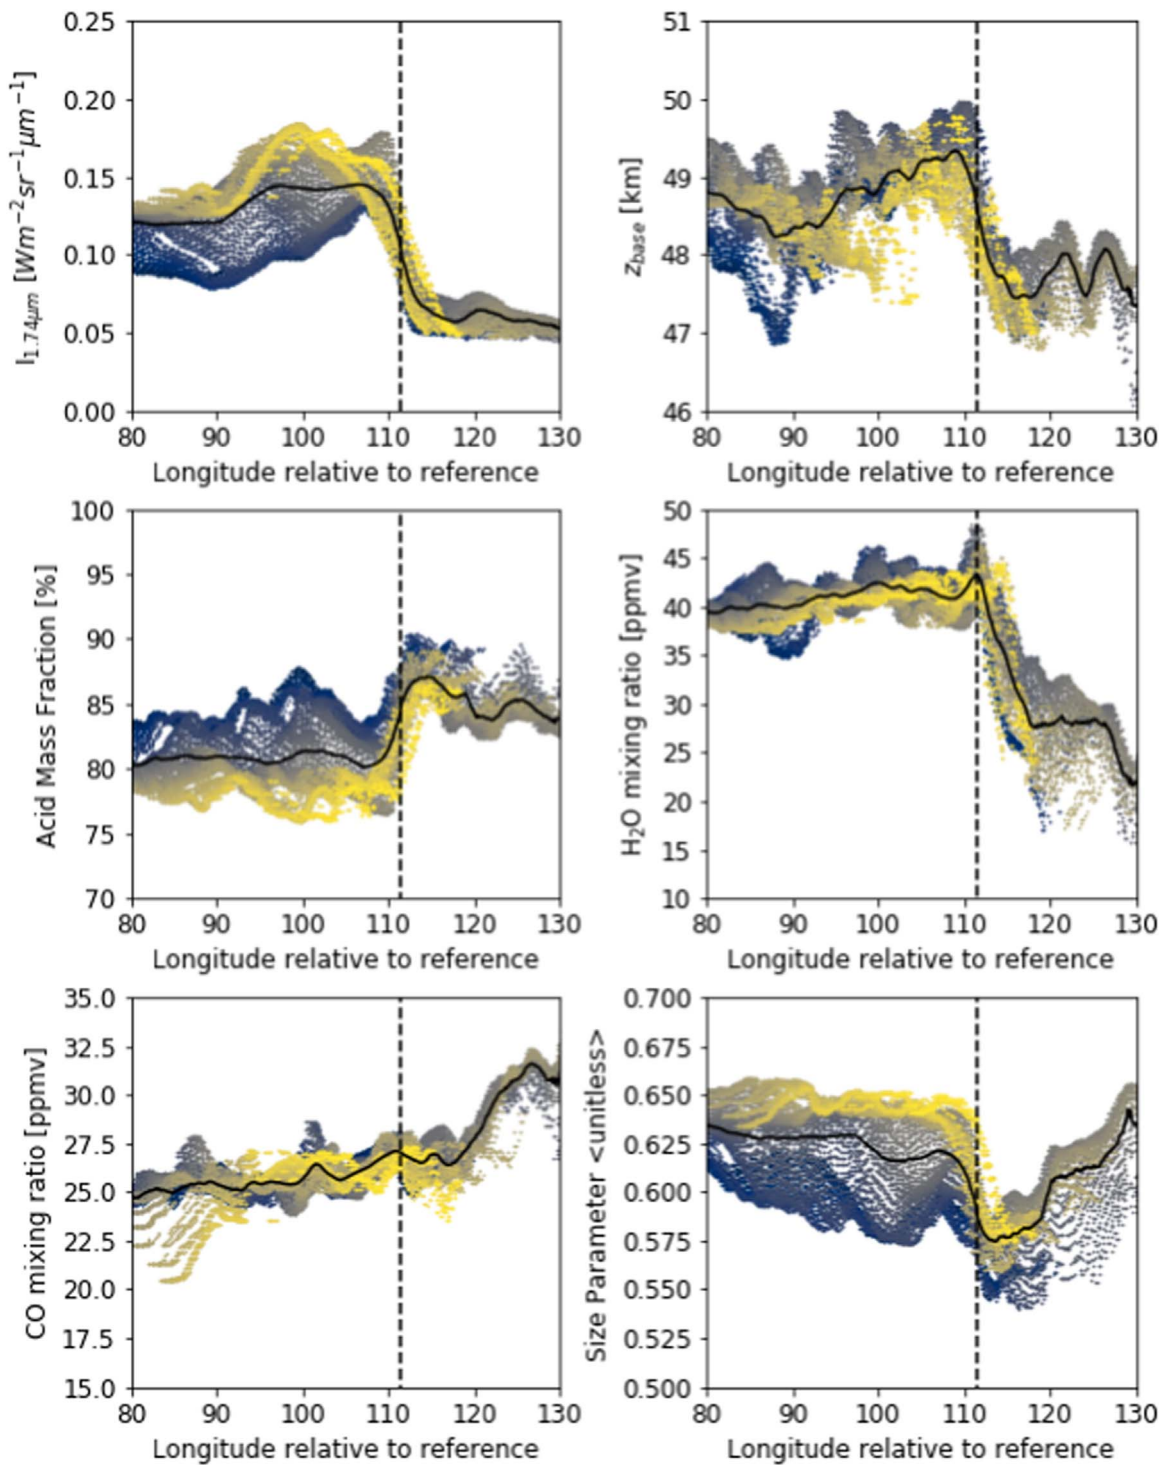 I1.74μm [Wm−2sr−1μm−1]
0.25
0.20
0.15
0.10
0.05
0.00
80 90 100 110 120 130
Longitude relative to reference
zbase [km]
51
50
49
48
47
46
80 90 100 110 120 130
Longitude relative to reference
Acid Mass Fraction [%]
100
95
90
85
80
75
70
80 90 100 110 120 130
Longitude relative to reference
H2O mixing ratio [ppmv]
50
45
40
35
30
25
20
15
10
80 90 100 110 120 130
Longitude relative to reference
CO mixing ratio [ppmv]
35.0
32.5
30.0
27.5
25.0
22.5
20.0
17.5
15.0
80 90 100 110 120 130
Longitude relative to reference
Size Parameter <unitless>
0.700
0.675
0.650
0.625
0.600
0.575
0.550
0.525
0.500
80 90 100 110 120 130
Longitude relative to reference